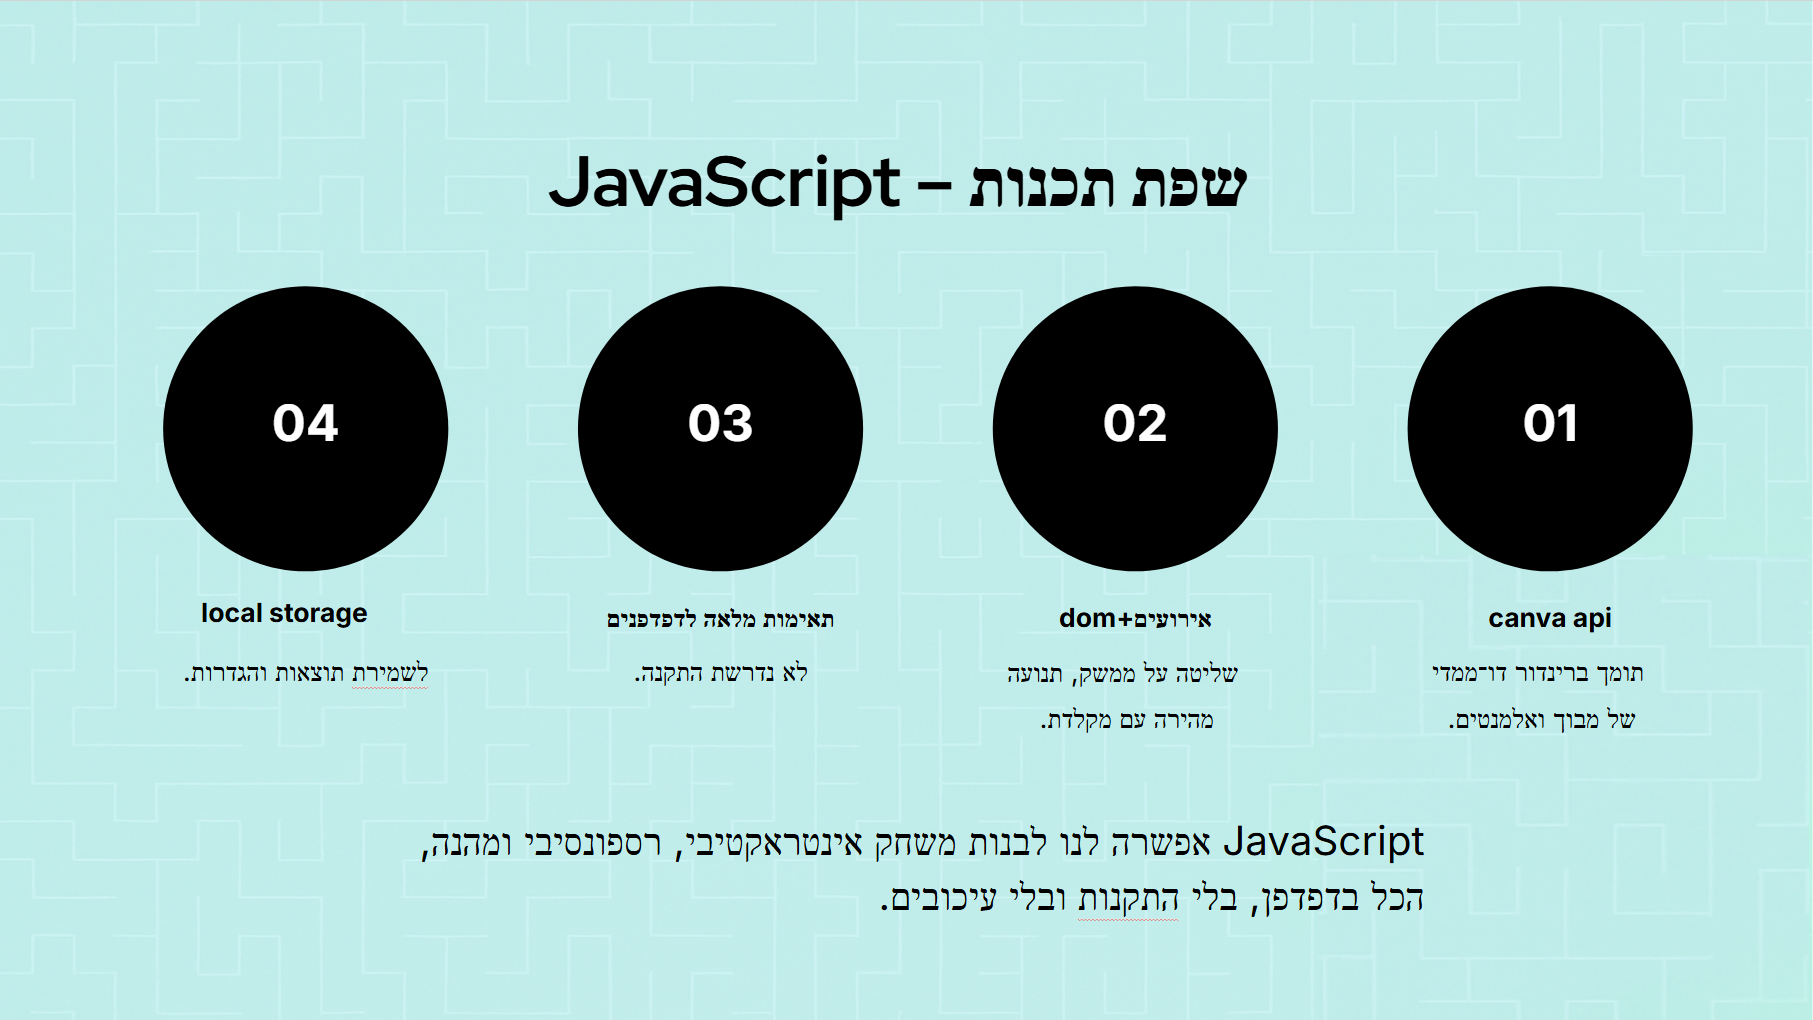 שפת תכנות – JavaScript
01
canva api
תומך ברינדור דו־ממדי
של מבוך ואלמנטים.
02
אירועים+dom
שליטה על ממשק, תנועה
מהירה עם מקלדת.
03
תאימות מלאה לדפדפנים
לא נדרשת התקנה.
04
local storage
לשמירת תוצאות והגדרות.
JavaScript אפשרה לנו לבנות משחק אינטראקטיבי, רספונסיבי ומהנה,
הכל בדפדפן, בלי התקנות ובלי עיכובים.